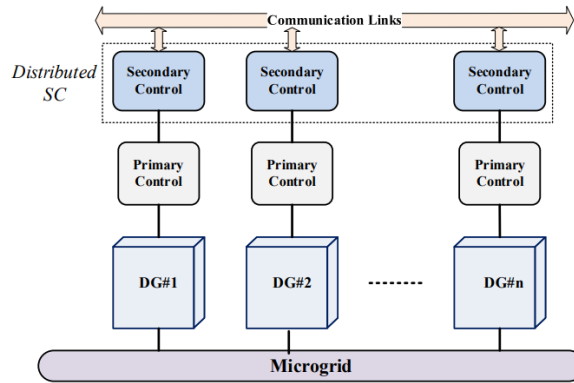 Communication Links
Distributed
SC
Secondary
Control
Secondary
Control
Secondary
Control
Primary
Control
Primary
Control
Primary
Control
DG#1
DG#2
DG#n
Microgrid